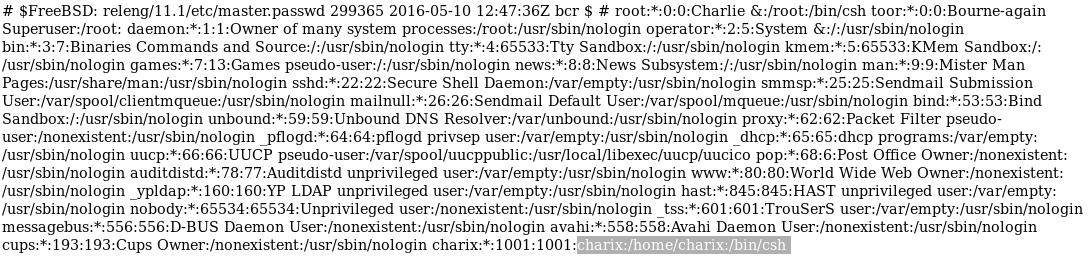 # $FreeBSD: releng/11.1/etc/master.passwd 299365 2016-05-10 12:47:36Z bcr $ # root:*:0:0:Charlie &:/root:/bin/csh toor:*:0:0:Bourne-again
Superuser:/root: daemon:*:1:1:Owner of many system processes:/root:/usr/sbin/nologin operator:*:2:5:System &:/:/usr/sbin/nologin
bin:*:3:7:Binaries Commands and Source:/:/usr/sbin/nologin tty:*:4:65533:Tty Sandbox:/:/usr/sbin/nologin kmem:*:5:65533:KMem Sandbox:/:
/usr/sbin/nologin games:*:7:13:Games pseudo-user:/:/usr/sbin/nologin news:*:8:8:News Subsystem:/:/usr/sbin/nologin man:*:9:9:Mister Man
Pages:/usr/share/man:/usr/sbin/nologin sshd:*:22:22:Secure Shell Daemon:/var/empty:/usr/sbin/nologin smmsp:*:25:25:Sendmail Submission
User:/var/spool/clientmqueue:/usr/sbin/nologin mailnull:*:26:26:Sendmail Default User:/var/spool/mqueue:/usr/sbin/nologin bind:*:53:53:Bind
Sandbox:/:/usr/sbin/nologin unbound:*:59:59:Unbound DNS Resolver:/var/unbound:/usr/sbin/nologin proxy:*:62:62:Packet Filter pseudo-
user:/nonexistent:/usr/sbin/nologin _pflogd:*:64:64:pflogd privsep user:/var/empty:/usr/sbin/nologin _dhcp:*:65:65:dhcp programs:/var/empty:
/usr/sbin/nologin uucp:*:66:66:UUCP pseudo-user:/var/spool/uucppublic:/usr/local/libexec/uucp/uucico pop:*:68:6:Post Office Owner:/nonexistent:
/usr/sbin/nologin auditdistd:*:78:77:Auditdistd unprivileged user:/var/empty:/usr/sbin/nologin www:*:80:80:World Wide Web Owner:/nonexistent:
/usr/sbin/nologin _ypldap:*:160:160:YP LDAP unprivileged user:/var/empty:/usr/sbin/nologin hast:*:845:845:HAST unprivileged user:/var/empty:
/usr/sbin/nologin nobody:*:65534:65534:Unprivileged user:/nonexistent:/usr/sbin/nologin _tss:*:601:601:TrouSerS user:/var/empty:/usr/sbin/nologin
messagebus:*:556:556:D-BUS Daemon User:/nonexistent:/usr/sbin/nologin avahi:*:558:558:Avahi Daemon User:/nonexistent:/usr/sbin/nologin
cups:*:193:193:Cups Owner:/nonexistent:/usr/sbin/nologin charix:*:1001:1001:charix:/home/charix:/bin/csh